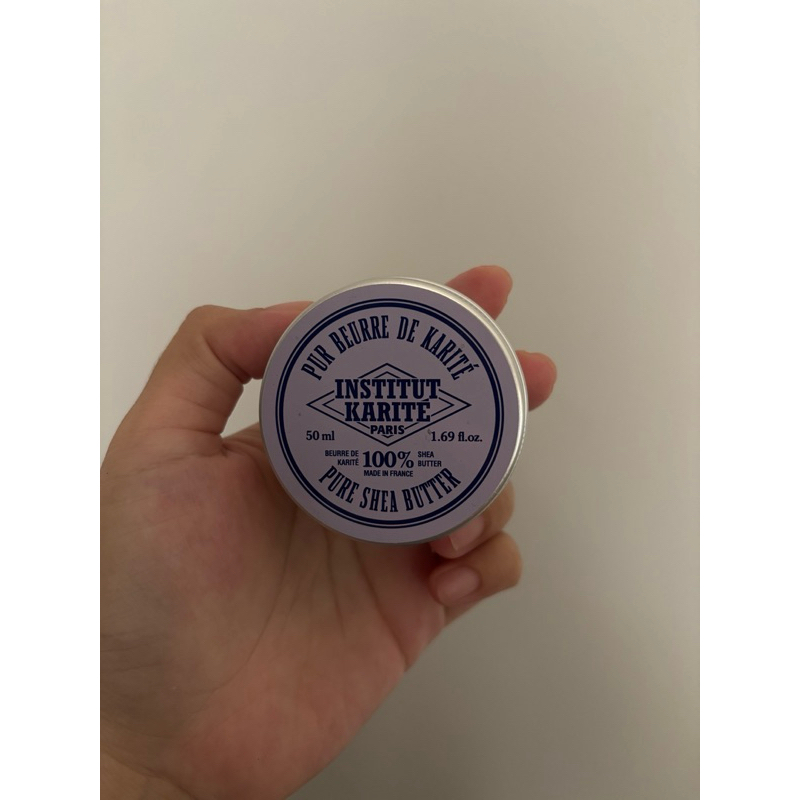 PUR BEURRE DE KARITÉ
INSTITUT
KARITÉ
PARIS
50 ml
1.69 fl.oz.
BEURRE DE
KARITÉ
100%
SHEA
BUTTER
MADE IN FRANCE
PURE SHEA BUTTER